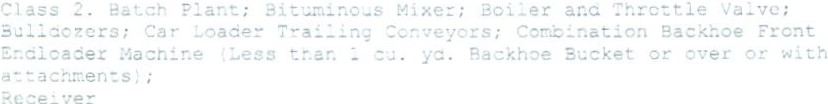 Class 2. Batch Plant; Bituminous Mixer; Boiler and Throttle Valve;
Bulldozers; Car Loader Trailing Conveyors; Combination Backhoe Front
Endloader Machine (Less than 1 cu. yd. Backhoe Bucket or over or with
attachments);
Receiver